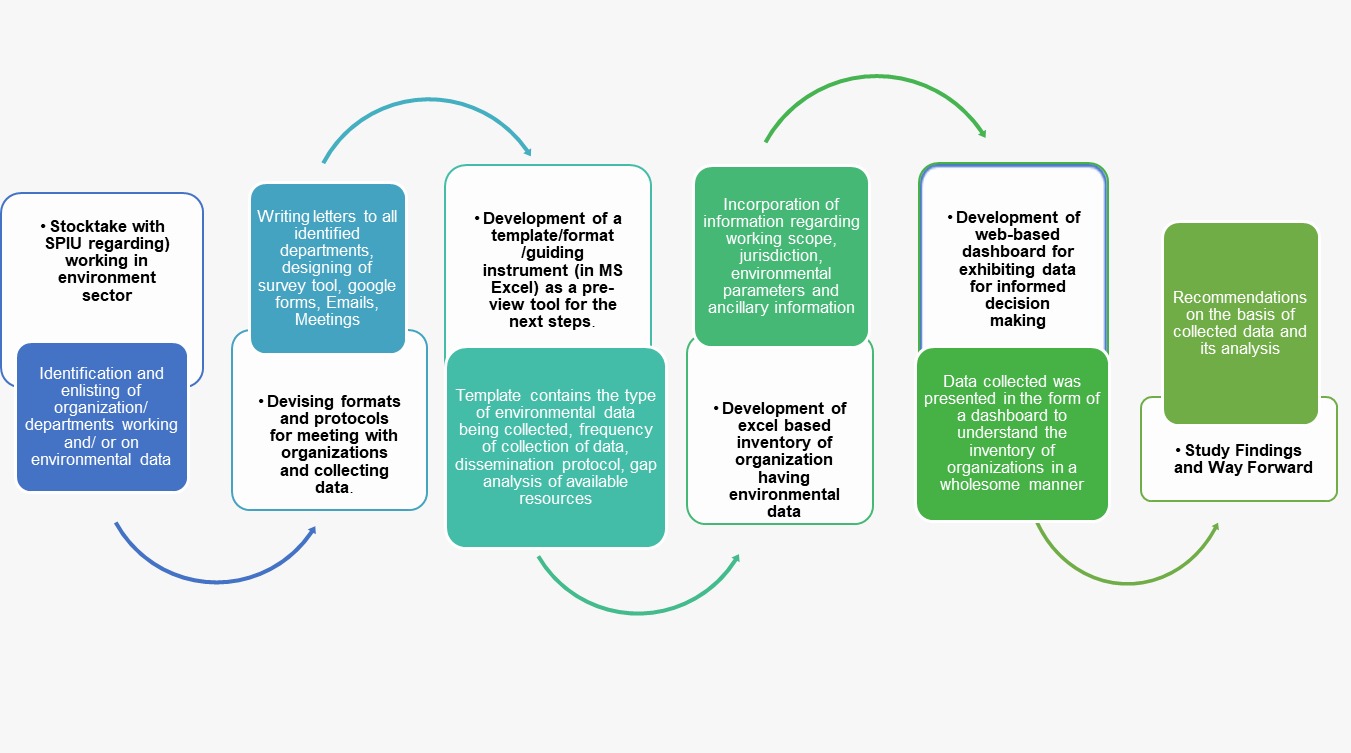 • Stocktake with
SPIU regarding)
working in
environment
sector
Identification and
enlisting of
organization/
departments working
and/ or on
environmental data
Writing letters to all
identified
departments,
designing of
survey tool, google
forms, Emails,
Meetings
• Devising formats
and protocols
for meeting with
organizations
and collecting
data.
• Development of a
template/format
/guiding
instrument (in MS
Excel) as a pre-
view tool for the
next steps.
Template contains the type
of environmental data
being collected, frequency
of collection of data,
dissemination protocol, gap
analysis of available
resources
Incorporation of
information regarding
working scope,
jurisdiction,
environmental
parameters and
ancillary information
• Development of
excel based
inventory of
organization
having
environmental
data
• Development of
web-based
dashboard for
exhibiting data
for informed
decision
making
Data collected was
presented in the form of
a dashboard to
understand the
inventory of
organizations in a
wholesome manner
Recommendations
on the basis of
collected data and
its analysis
• Study Findings
and Way Forward